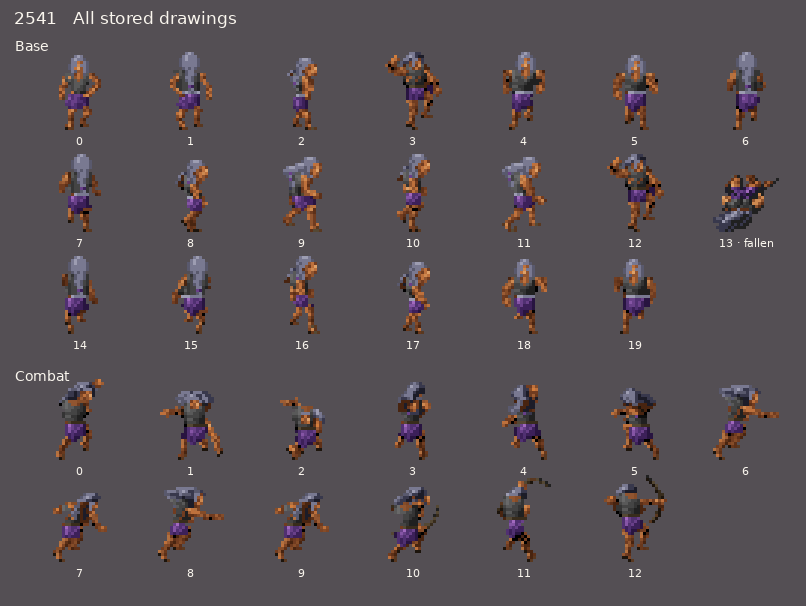 2541 All stored drawings
Base
0 1 2 3 4 5 6
7 8 9 10 11 12 13 · fallen
14 15 16 17 18 19
Combat
0 1 2 3 4 5 6
7 8 9 10 11 12